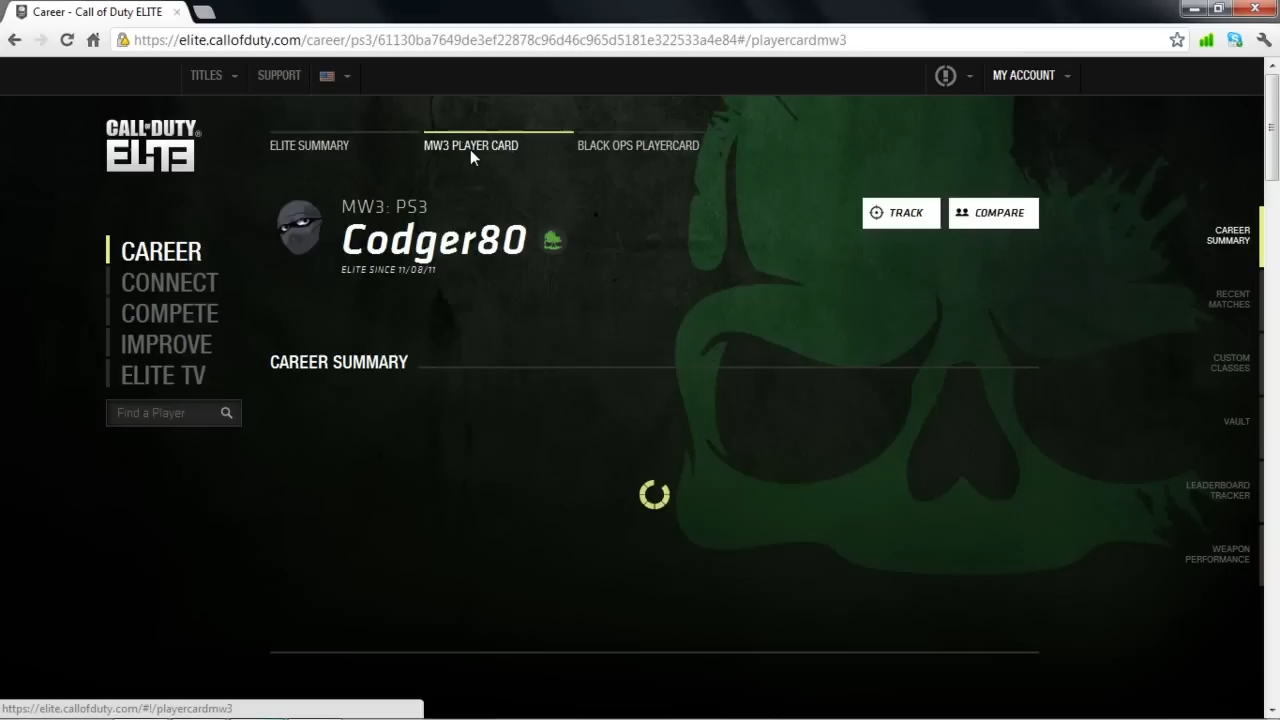 Career - Call of Duty ELITE
https://elite.callofduty.com/career/ps3/61130ba7649de3ef22878c96d46c965d5181e322533a4e84#/playercardmw3
TITLES
SUPPORT
MY ACCOUNT
CALL OF DUTY
ELITE
ELITE SUMMARY
MW3 PLAYER CARD
BLACK OPS PLAYERCARD
MW3: PS3
Codger80
ELITE SINCE 11/08/11
TRACK
COMPARE
CAREER
CONNECT
COMPETE
IMPROVE
ELITE TV
Find a Player
CAREER SUMMARY
CAREER
SUMMARY
RECENT
MATCHES
CUSTOM
CLASSES
VAULT
LEADERBOARD
TRACKER
WEAPON
PERFORMANCE
https://elite.callofduty.com/#!/playercardmw3